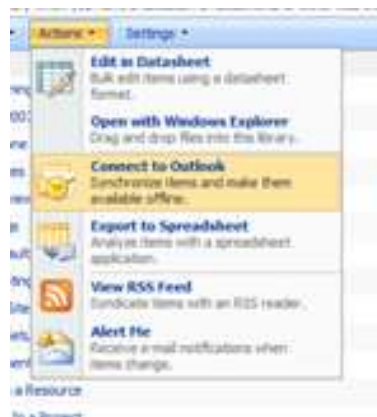 Actions Settings
Edit in Datasheet
Bulk edit items using a datasheet
format.
Open with Windows Explorer
Drag and drop files into this library.
Connect to Outlook
Synchronize items and make them
available offline.
Export to Spreadsheet
Analyze items with a spreadsheet
application.
View RSS Feed
Syndicate items with an RSS reader.
Alert Me
Receive e-mail notifications when
items change.
a Resource